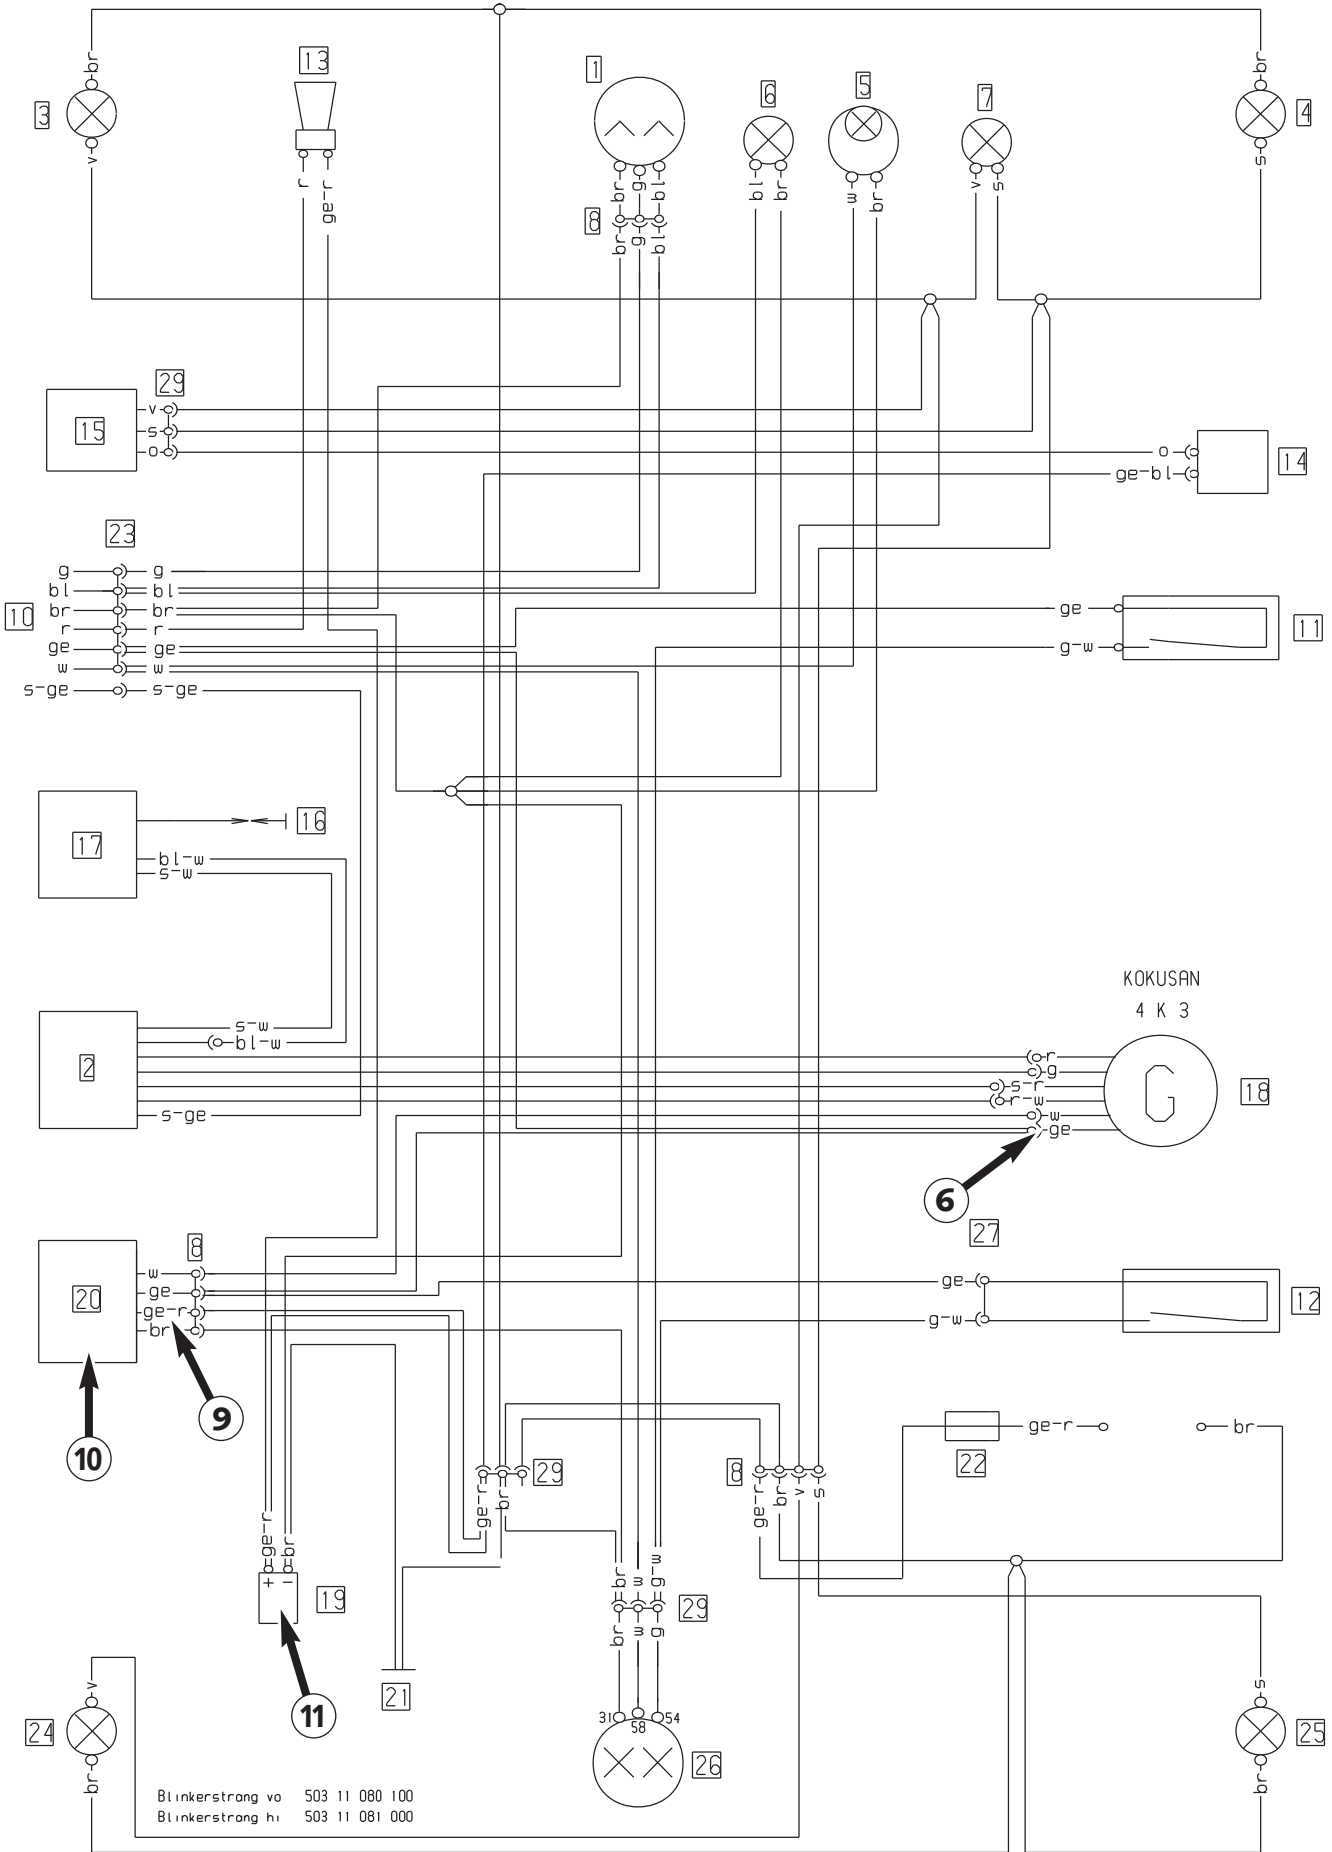 br
br
13
1
6
5
7
3
4
v
s
r
ge-r
br g bl
bl br
w br
v s
8
br g bl
29
15
v
s
o
o
ge-bl
14
23
g g
bl bl
10
br br
r r
ge ge
w w
s-ge s-ge
ge
g-w
11
17
16
bl-w
s-w
KOKUSAN
4 K 3
2
s-w
bl-w
s-ge
r
g
s-r
r-w
w
ge
G
18
6
27
8
20
w
ge
ge-r
br
ge
g-w
12
9
10
22
ge-r
br
29
ge-r br
8
ge-r br v s
ge-r br
+ −
19
br w g-w
29
br w g
11
21
31 58 54
26
v
24
br
s
25
br
Blinkerstrang vo 503 11 080 100
Blinkerstrang hi 503 11 081 000